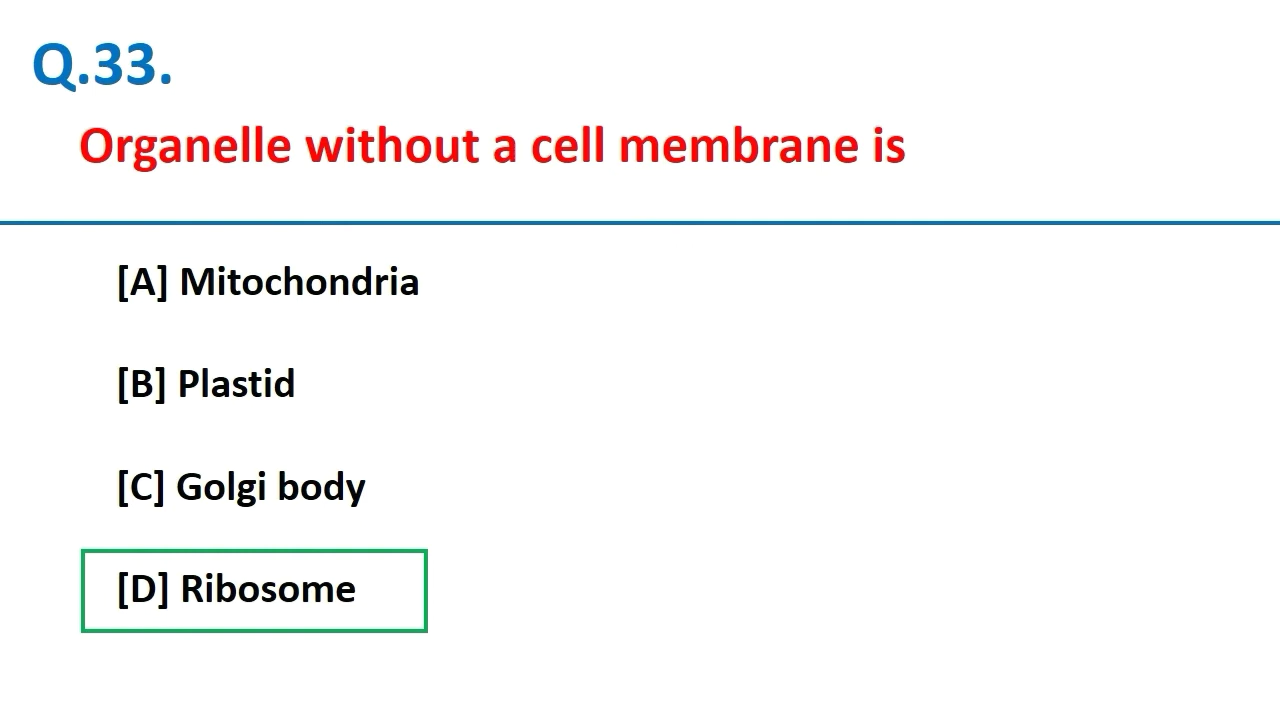 Q.33.
Organelle without a cell membrane is
[A] Mitochondria
[B] Plastid
[C] Golgi body
[D] Ribosome